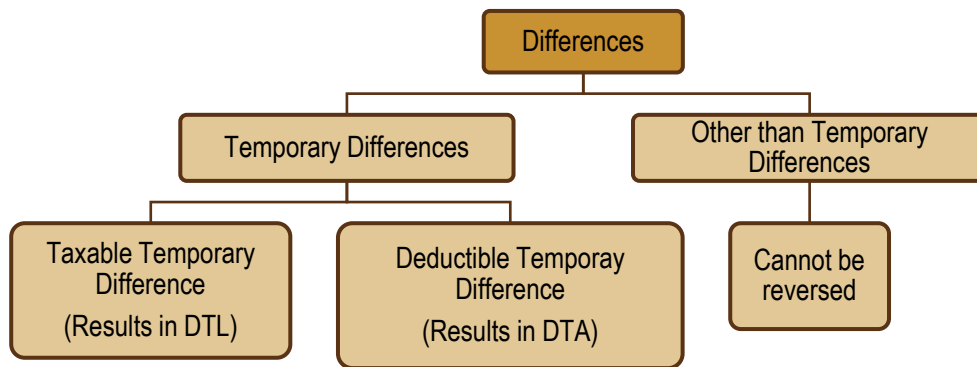 Differences
Temporary Differences
Other than Temporary
Differences
Taxable Temporary
Difference
(Results in DTL)
Deductible Temporay
Difference
(Results in DTA)
Cannot be
reversed